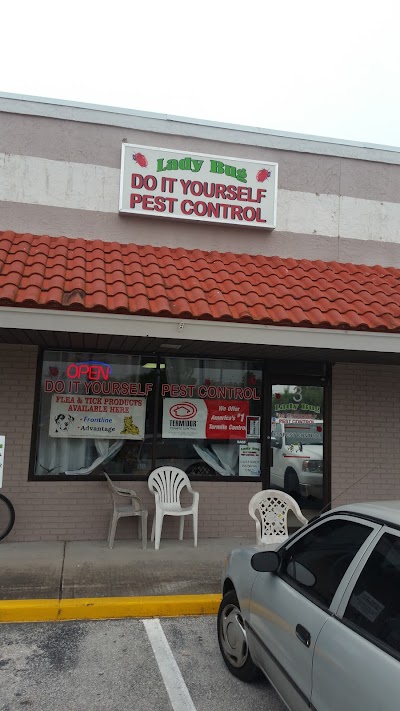 Lady Bug
DO IT YOURSELF
PEST CONTROL
OPEN
DO IT YOURSELF PEST CONTROL
FLEA & TICK PRODUCTS
AVAILABLE HERE
• Frontline
• Advantage
TERMIDOR
We Offer
America's #1
Termite Control
3
Lady Bug